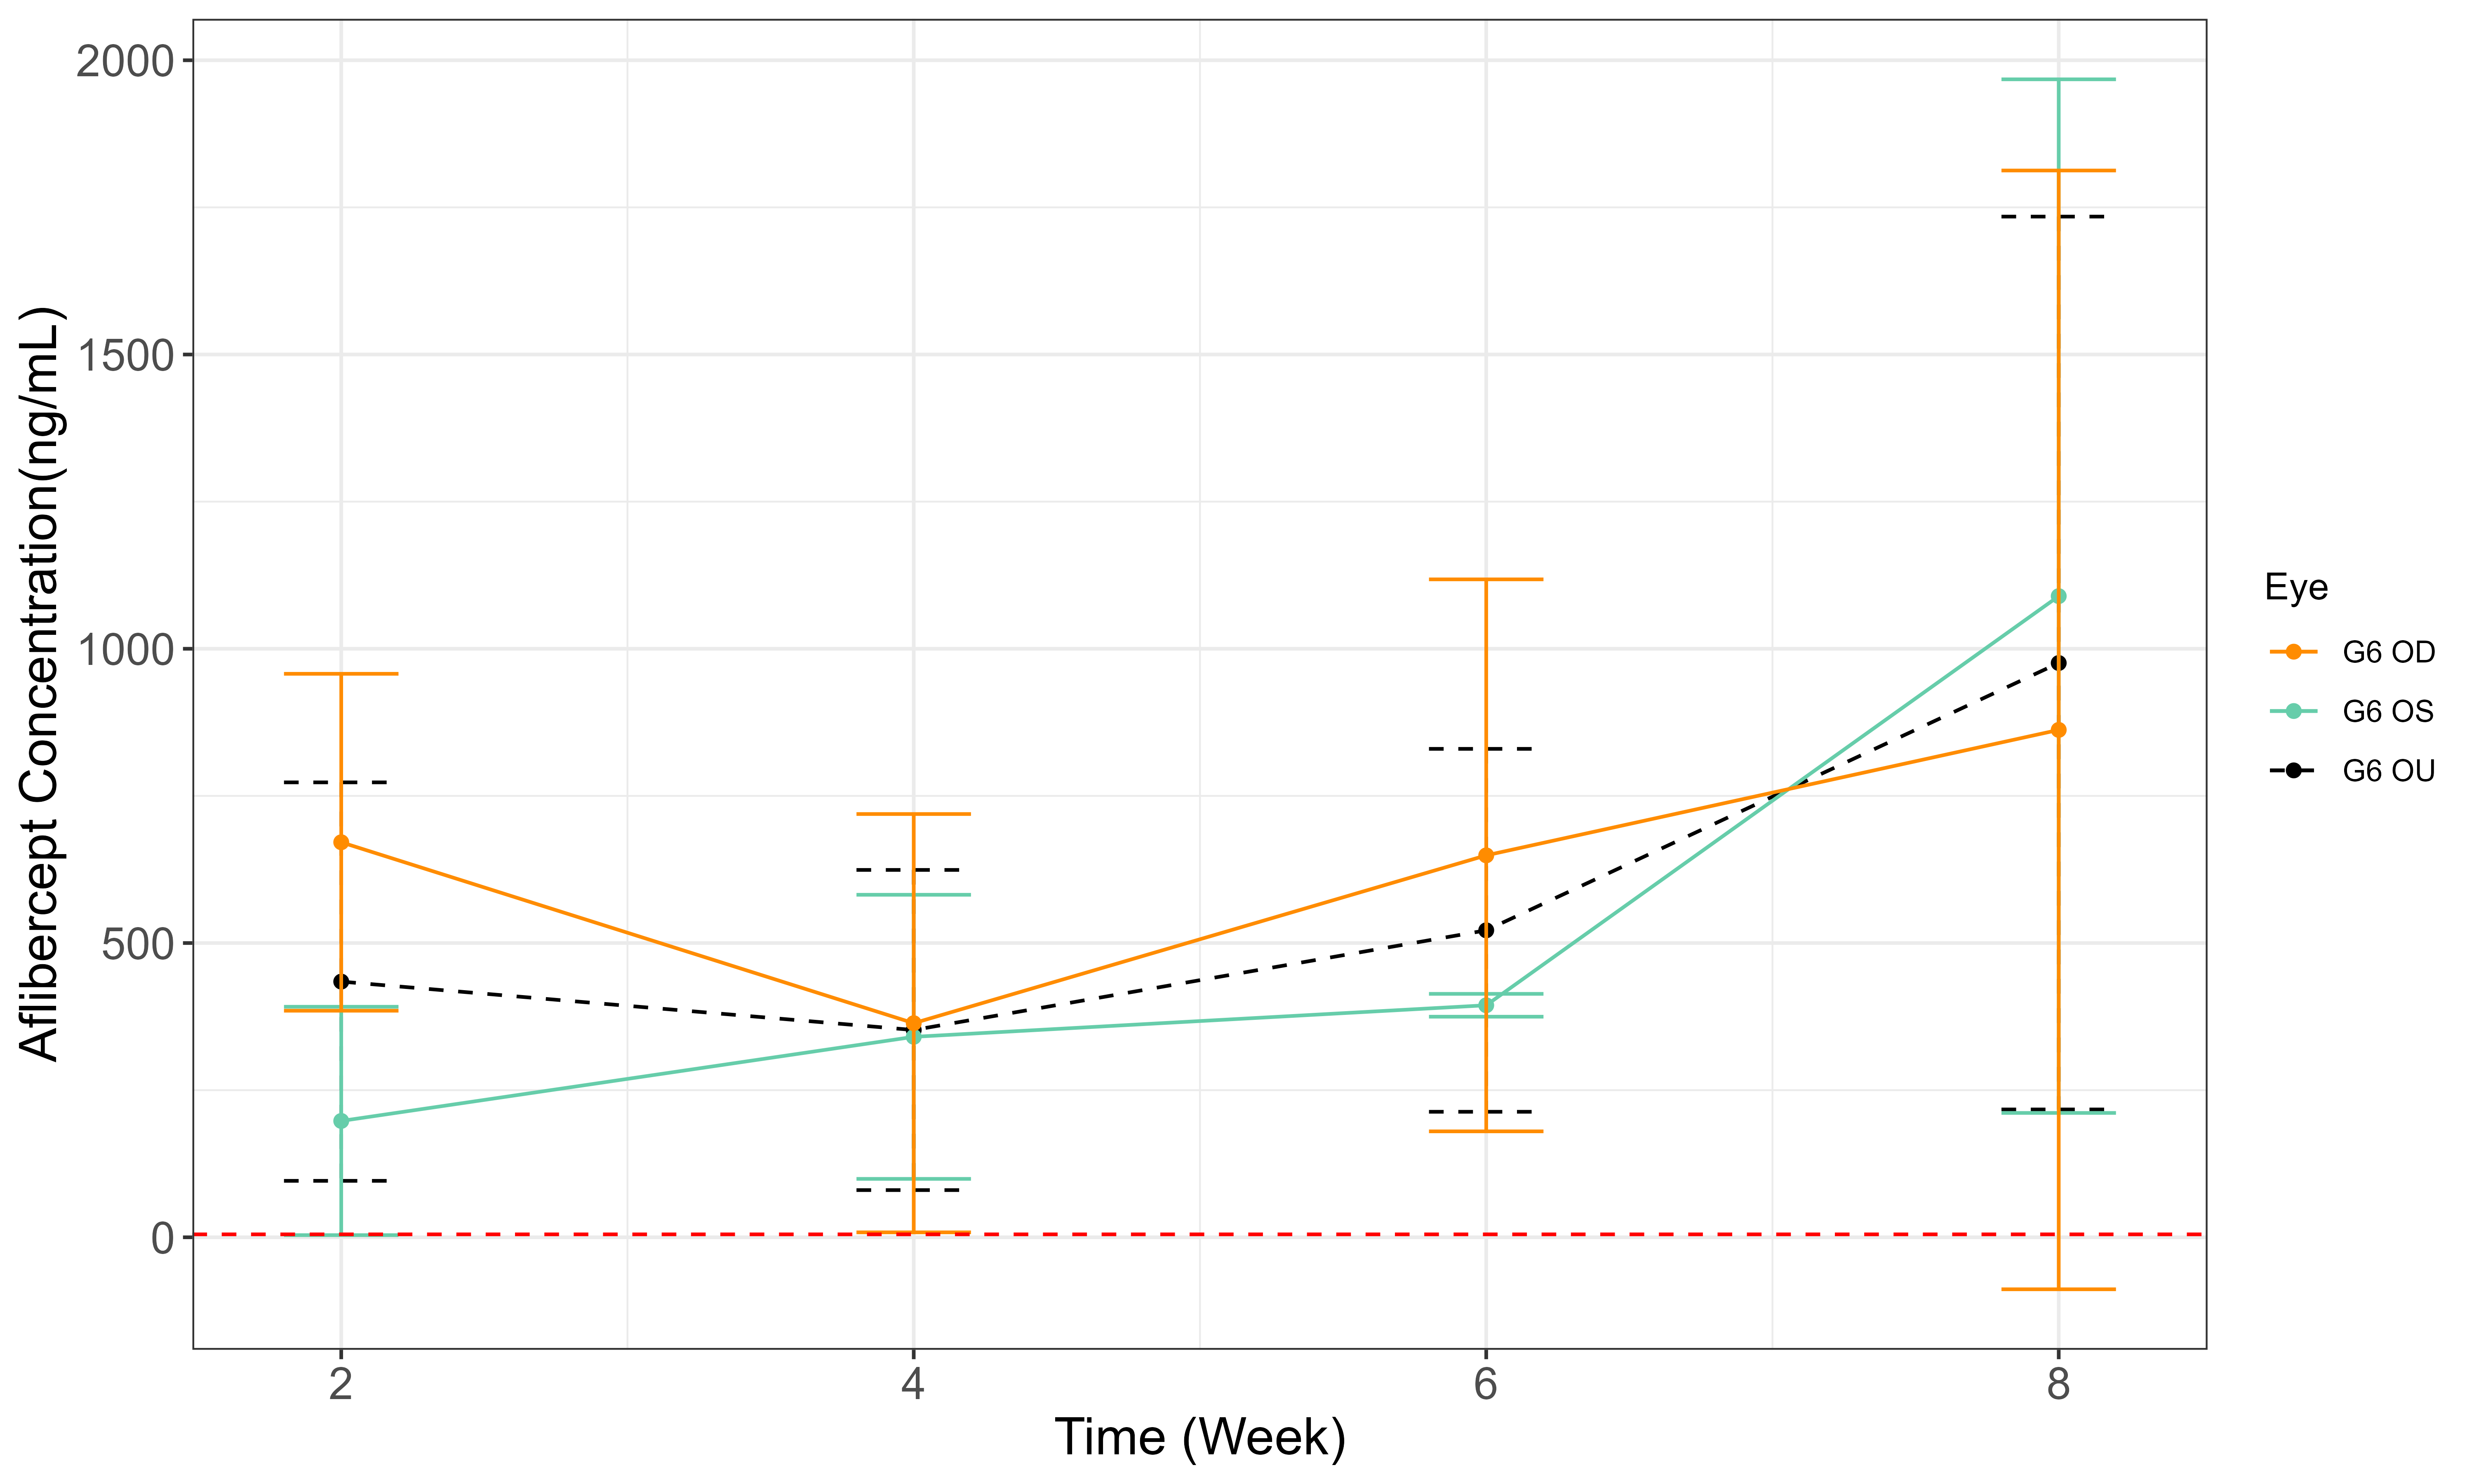 2000
1500
1000
500
0
Aflibercept Concentration(ng/mL)
2
4
6
8
Time (Week)
Eye
G6 OD
G6 OS
G6 OU